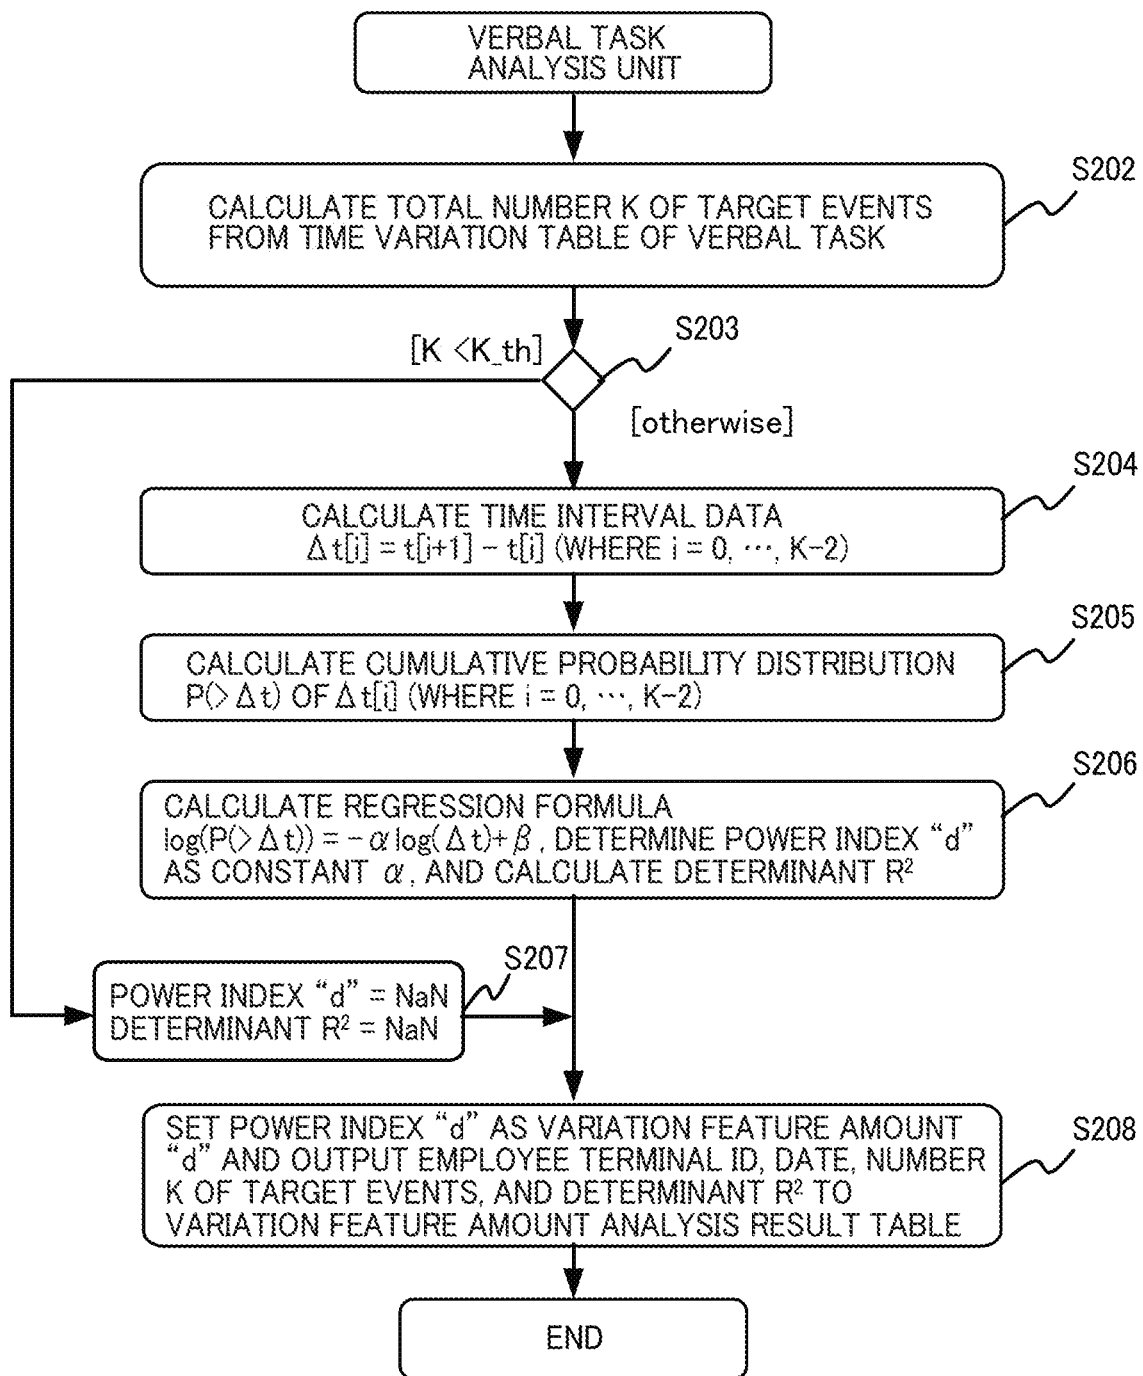 VERBAL TASK
ANALYSIS UNIT
S202
CALCULATE TOTAL NUMBER K OF TARGET EVENTS
FROM TIME VARIATION TABLE OF VERBAL TASK
S203
[K <K_th]
[otherwise]
S204
CALCULATE TIME INTERVAL DATA
Δt[i] = t[i+1] − t[i] (WHERE i = 0, ⋯, K−2)
S205
CALCULATE CUMULATIVE PROBABILITY DISTRIBUTION
P(>Δt) OF Δt[i] (WHERE i = 0, ⋯, K−2)
S206
CALCULATE REGRESSION FORMULA
log(P(>Δt)) = −α log(Δt)+β, DETERMINE POWER INDEX “d”
AS CONSTANT α, AND CALCULATE DETERMINANT R²
S207
POWER INDEX “d” = NaN
DETERMINANT R² = NaN
S208
SET POWER INDEX “d” AS VARIATION FEATURE AMOUNT
“d” AND OUTPUT EMPLOYEE TERMINAL ID, DATE, NUMBER
K OF TARGET EVENTS, AND DETERMINANT R² TO
VARIATION FEATURE AMOUNT ANALYSIS RESULT TABLE
END